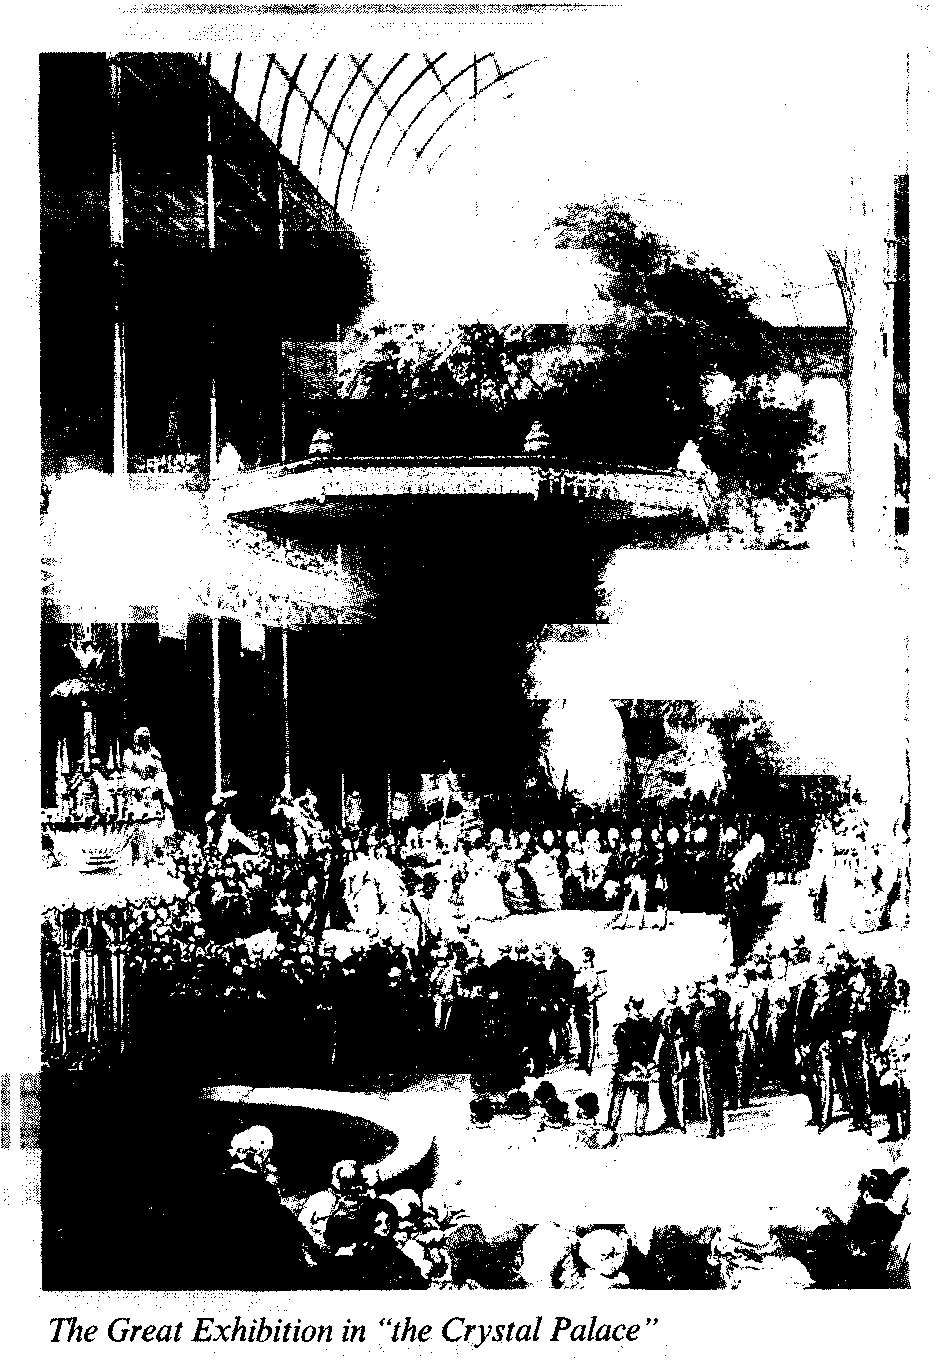 The Great Exhibition in “the Crystal Palace”